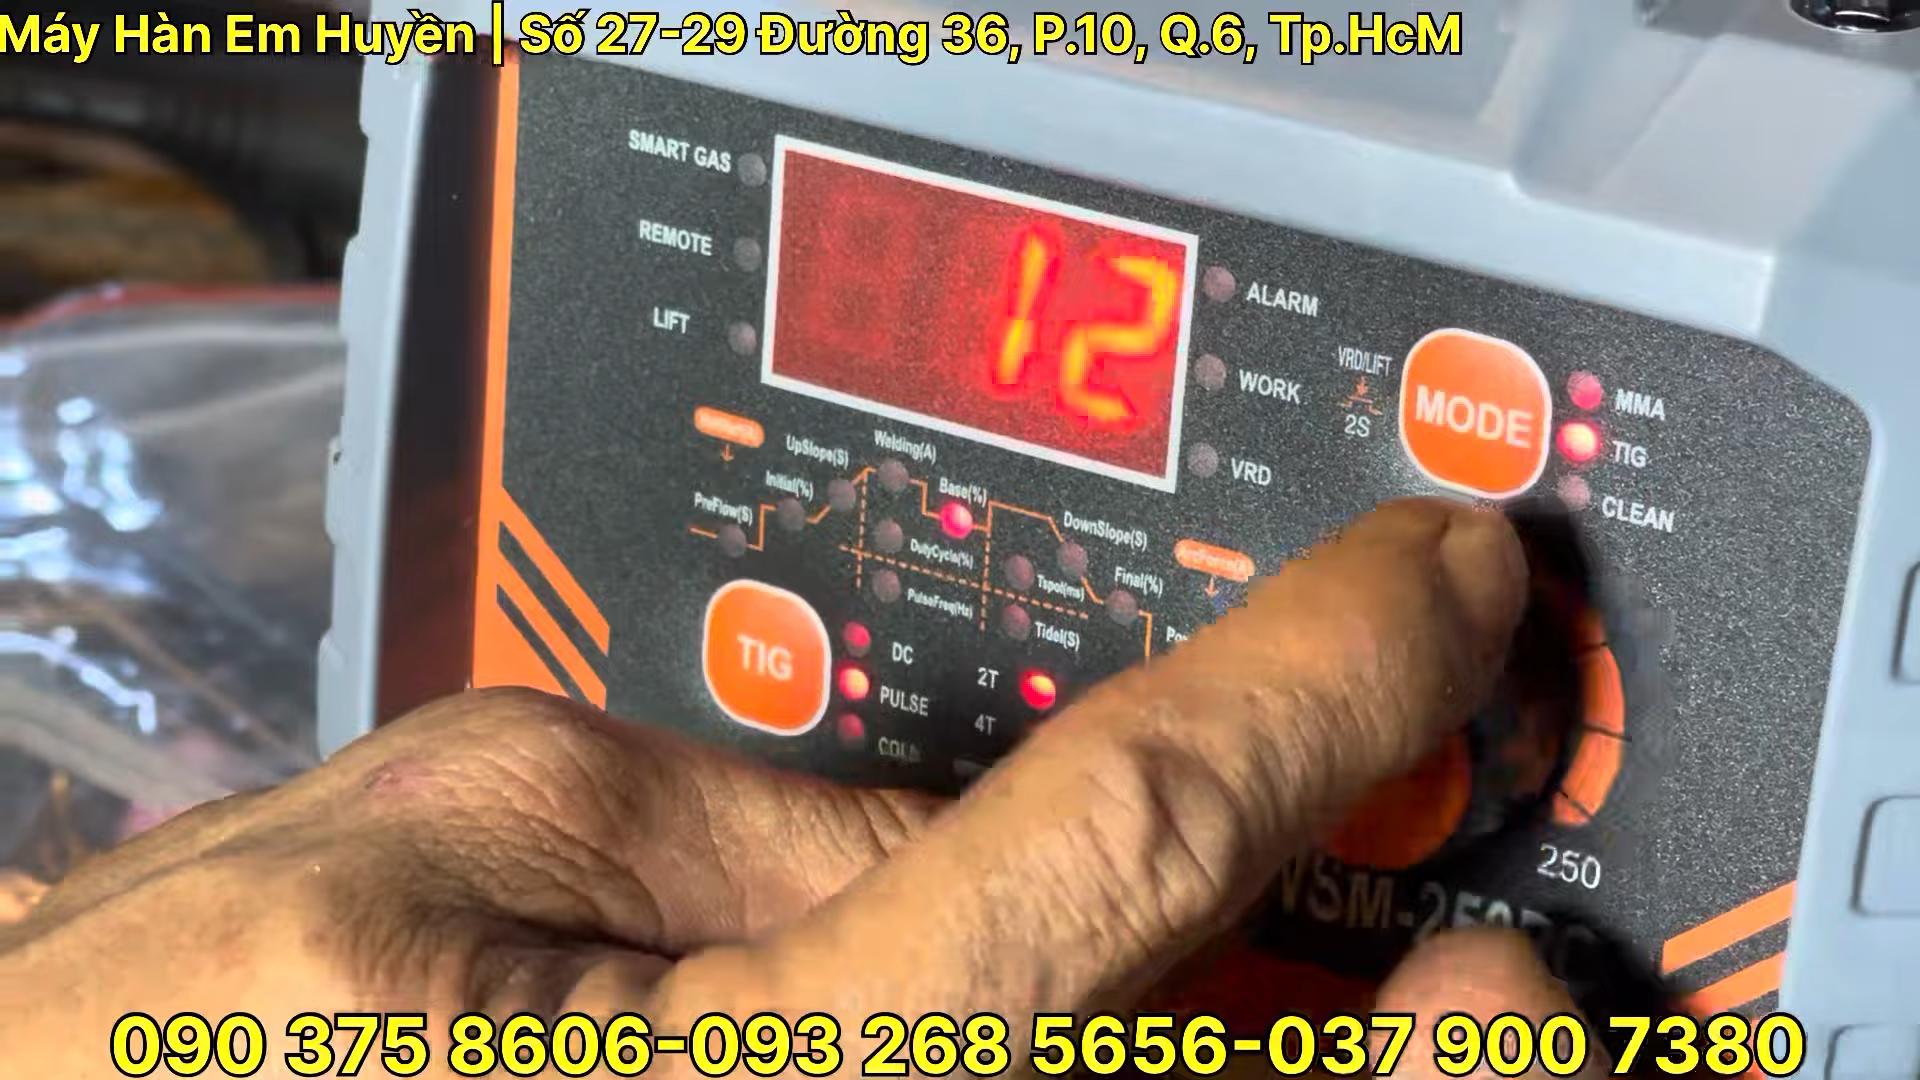 Máy Hàn Em Huyền | Số 27-29 Đường 36, P.10, Q.6, Tp.HcM
SMART GAS
REMOTE
LIFT
12
ALARM
WORK
VRD
VRD/LIFT
2S
MODE
MMA
TIG
CLEAN
UpSlope(S)
Welding(A)
Initial(%)
PreFlow(S)
Base(%)
DutyCycle(%)
PulseFreq(Hz)
DownSlope(S)
ArcForce(A)
Tspot(ms)
Final(%)
Tidel(S)
TIG
DC
PULSE
COLD
2T
4T
250
090 375 8606-093 268 5656-037 900 7380